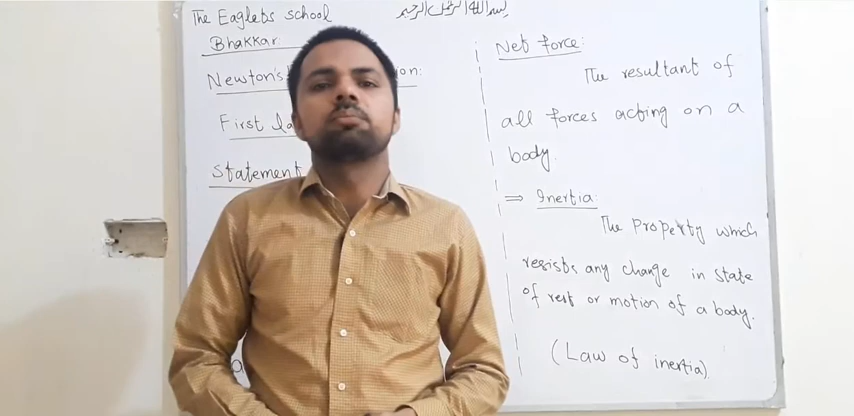 The Eaglets School
بسم اللہ الرحمن الرحیم
Bhakkar
Newton's on:
First la
Statement
Net force:
The resultant of
all forces acting on a
body.
⇒ Inertia:
The Property which
resists any change in state
of rest or motion of a body.
(Law of inertia)